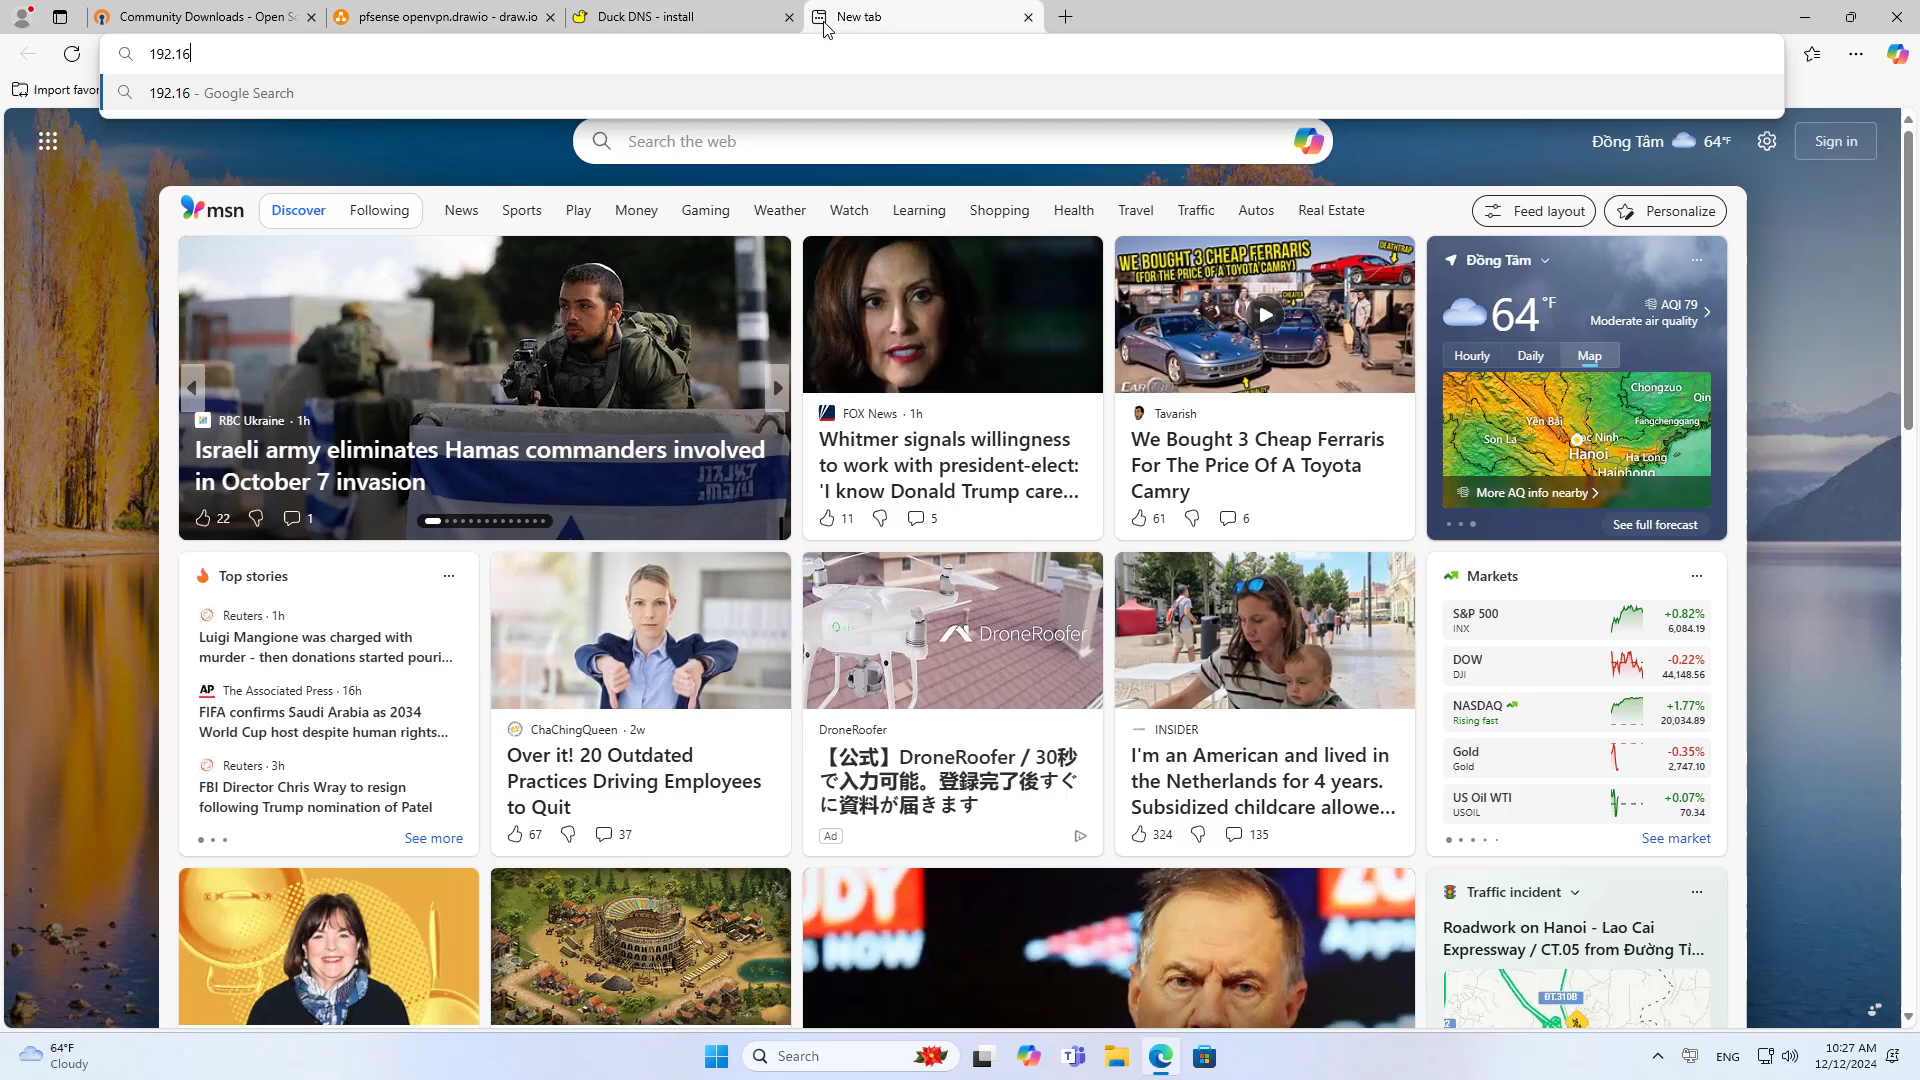 Community Downloads - Open Sc
pfsense openvpn.drawio - draw.io
Duck DNS - install
New tab
192.16
Import favor
192.16 - Google Search
Search the web
Đồng Tâm 64°F
Sign in
msn Discover Following News Sports Play Money Gaming Weather Watch Learning Shopping Health Travel Traffic Autos Real Estate
Feed layout
Personalize
RBC Ukraine · 1h
Israeli army eliminates Hamas commanders involved
in October 7 invasion
22 1
FOX News · 1h
Whitmer signals willingness
to work with president-elect:
'I know Donald Trump care...
11 5
WE BOUGHT 3 CHEAP FERRARIS
(FOR THE PRICE OF A TOYOTA CAMRY)
DEATHTRAP
Tavarish
We Bought 3 Cheap Ferraris
For The Price Of A Toyota
Camry
61 6
Đồng Tâm
64°F
AQI 79
Moderate air quality
Hourly Daily Map
Chongzuo
Yên Bái
Fangchenggang
Son La
Hanoi
Ha Long
Haiphong
More AQ info nearby
See full forecast
Top stories
Reuters · 1h
Luigi Mangione was charged with
murder - then donations started pouri...
AP The Associated Press · 16h
FIFA confirms Saudi Arabia as 2034
World Cup host despite human rights...
Reuters · 3h
FBI Director Chris Wray to resign
following Trump nomination of Patel
See more
ChaChingQueen · 2w
Over it! 20 Outdated
Practices Driving Employees
to Quit
67 37
DroneRoofer
DroneRoofer
【公式】DroneRoofer / 30秒
で入力可能。登録完了後すぐ
に資料が届きます
Ad
INSIDER
I'm an American and lived in
the Netherlands for 4 years.
Subsidized childcare allowe...
324 135
Markets
S&P 500 +0.82%
INX 6,084.19
DOW -0.22%
DJI 44,148.56
NASDAQ +1.77%
Rising fast 20,034.89
Gold -0.35%
Gold 2,747.10
US Oil WTI +0.07%
USOIL 70.34
See market
Traffic incident
Roadwork on Hanoi - Lao Cai
Expressway / CT.05 from Đường Tỉ...
ĐT.310B
64°F
Cloudy
Search
ENG
10:27 AM
12/12/2024